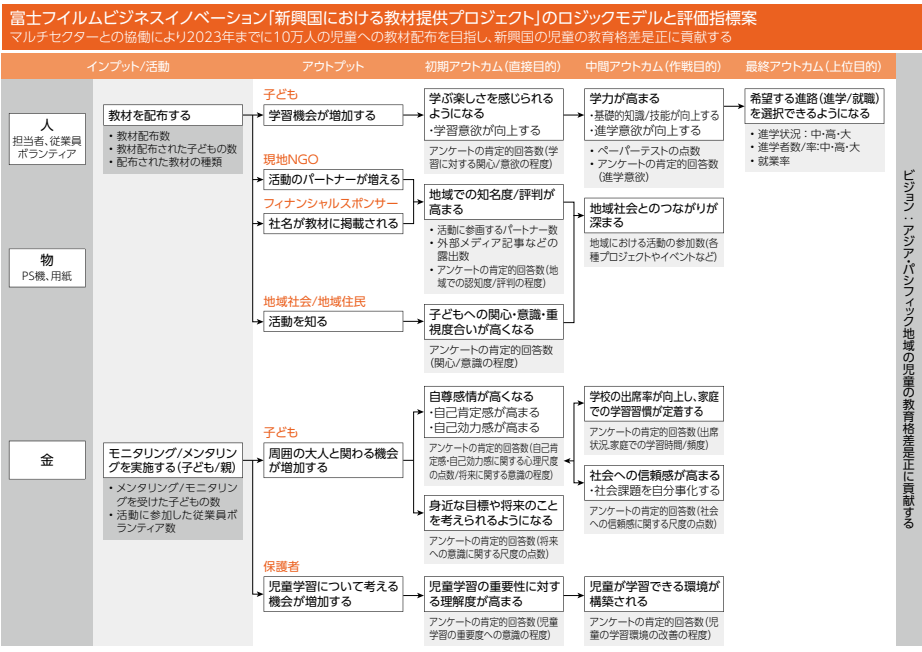 富士フイルムビジネスイノベーション「新興国における教材提供プロジェクト」のロジックモデルと評価指標案
マルチセクターとの協働により2023年までに10万人の児童への教材配布を目指し、新興国の児童の教育格差是正に貢献する
インプット/活動
アウトプット
初期アウトカム(直接目的)
中間アウトカム(作戦目的)
最終アウトカム(上位目的)
人
担当者、従業員
ボランティア
物
PS機、用紙
金
教材を配布する
・教材配布数
・教材配布された子どもの数
・配布された教材の種類
子ども
学習機会が増加する
現地NGO
活動のパートナーが増える
フィナンシャルスポンサー
社名が教材に掲載される
地域社会/地域住民
活動を知る
学ぶ楽しさを感じられる
ようになる
・学習意欲が向上する
アンケートの肯定的回答数(学
習に対する関心/意欲の程度)
地域での知名度/評判が
高まる
・活動に参画するパートナー数
・外部メディア記事などの
露出数
・アンケートの肯定的回答数(地
域での認知度/評判の程度)
子どもへの関心・意識・重
視度合いが高くなる
アンケートの肯定的回答数
(関心/意識の程度)
学力が高まる
・基礎的知識/技能が向上する
・進学意欲が向上する
・ペーパーテストの点数
・アンケートの肯定的回答数
(進学意欲)
地域社会とのつながりが
深まる
地域における活動の参加数(各
種プロジェクトやイベントなど)
希望する進路(進学/就職)
を選択できるようになる
・進学状況：中・高・大
・進学者数/率:中・高・大
・就業率
モニタリング/メンタリン
グを実施する(子ども/親)
・メンタリング/モニタリン
グを受けた子どもの数
・活動に参加した従業員ボ
ランティア数
子ども
周囲の大人と関わる機会
が増加する
保護者
児童学習について考える
機会が増加する
自尊感情が高くなる
・自己肯定感が高まる
・自己効力感が高まる
アンケートの肯定的回答数(自己肯
定感・自己効力感に関する心理尺度
の点数/将来に関する意識の程度)
身近な目標や将来のこと
を考えられるようになる
アンケートの肯定的回答数(将来
への意識に関する尺度の点数)
児童学習の重要性に対す
る理解度が高まる
アンケートの肯定的回答数(児童
学習の重要度への意識の程度)
学校の出席率が向上し、家庭
での学習習慣が定着する
アンケートの肯定的回答数(出席
状況、家庭での学習時間/頻度)
社会への信頼感が高まる
・社会課題を自分事化する
アンケートの肯定的回答数(社会
への信頼感に関する尺度の点数)
児童が学習できる環境が
構築される
アンケートの肯定的回答数(児
童の学習環境の改善の程度)
ビジョン：アジア・パシフィック地域の児童の教育格差是正に貢献する